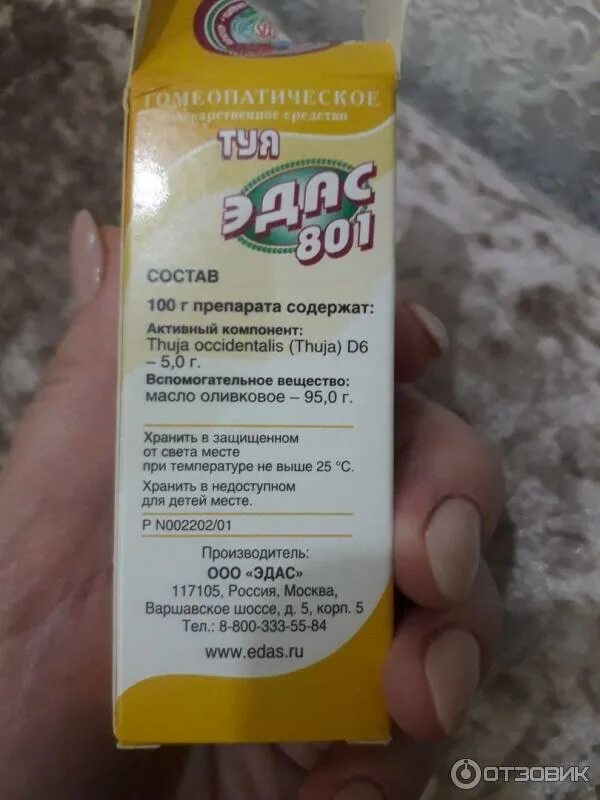 ГОМЕОПАТИЧЕСКОЕ
лекарственное средство
ТУЯ
ЭДАС
801
СОСТАВ
100 г препарата содержат:
Активный компонент:
Thuja occidentalis (Thuja) D6
– 5,0 г.
Вспомогательное вещество:
масло оливковое – 95,0 г.
Хранить в защищенном
от света месте
при температуре не выше 25 °С.
Хранить в недоступном
для детей месте.
Р N002202/01
Производитель:
ООО «ЭДАС»
117105, Россия, Москва,
Варшавское шоссе, д. 5, корп. 5
Тел.: 8-800-333-55-84
www.edas.ru
ОТЗОВИК